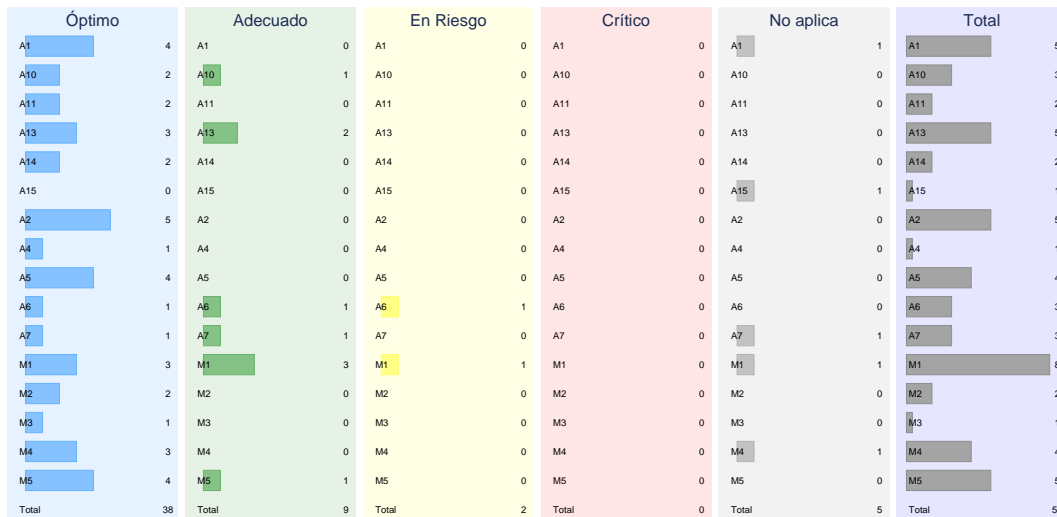 Óptimo Adecuado En Riesgo Crítico No aplica Total
A1 4 A1 0 A1 0 A1 0 A1 1 A1 5
A10 2 A10 1 A10 0 A10 0 A10 0 A10 3
A11 2 A11 0 A11 0 A11 0 A11 0 A11 2
A13 3 A13 2 A13 0 A13 0 A13 0 A13 5
A14 2 A14 0 A14 0 A14 0 A14 0 A14 2
A15 0 A15 0 A15 0 A15 0 A15 1 A15 1
A2 5 A2 0 A2 0 A2 0 A2 0 A2 5
A4 1 A4 0 A4 0 A4 0 A4 0 A4 1
A5 4 A5 0 A5 0 A5 0 A5 0 A5 4
A6 1 A6 1 A6 1 A6 0 A6 0 A6 3
A7 1 A7 1 A7 0 A7 0 A7 1 A7 3
M1 3 M1 3 M1 1 M1 0 M1 1 M1 8
M2 2 M2 0 M2 0 M2 0 M2 0 M2 2
M3 1 M3 0 M3 0 M3 0 M3 0 M3 1
M4 3 M4 0 M4 0 M4 0 M4 1 M4 4
M5 4 M5 1 M5 0 M5 0 M5 0 M5 5
Total 38 Total 9 Total 2 Total 0 Total 5 Total 5